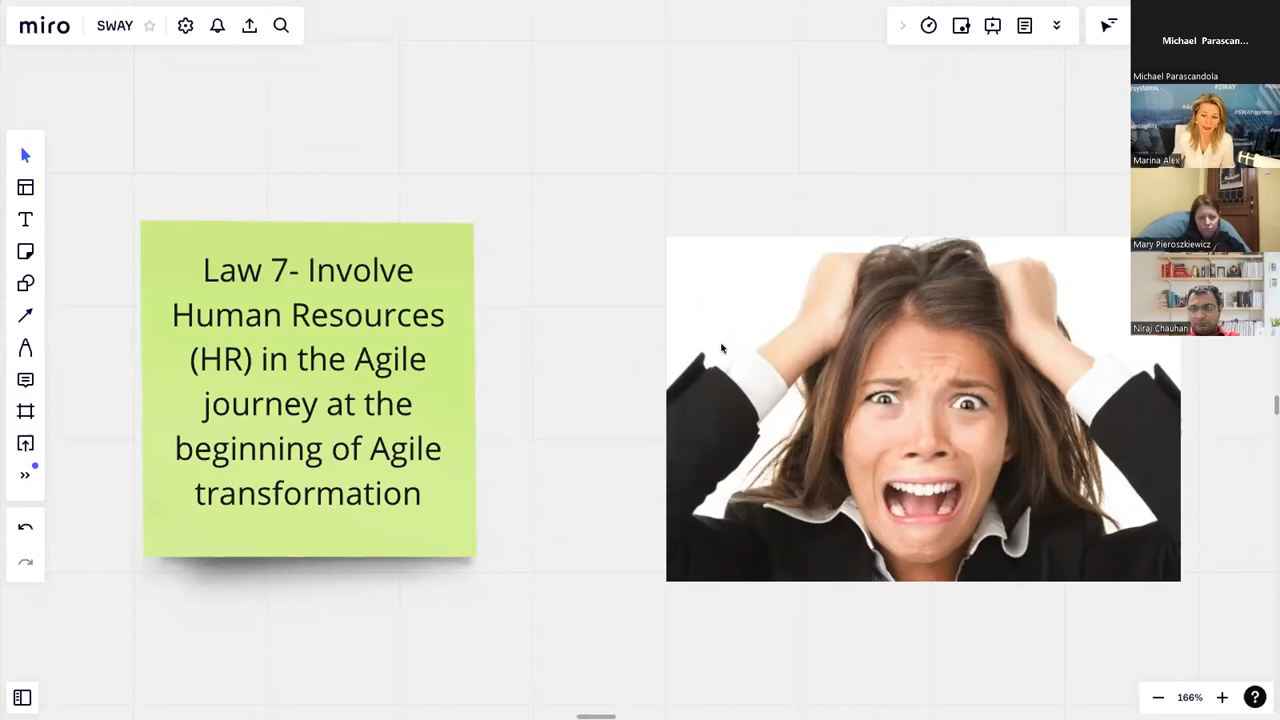 miro
SWAY
Michael Parascan...
Michael Parascandola
#SWAY
Marina Alex
Mary Pieroszkiewicz
Niraj Chauhan
Law 7- Involve
Human Resources
(HR) in the Agile
journey at the
beginning of Agile
transformation
166%
?